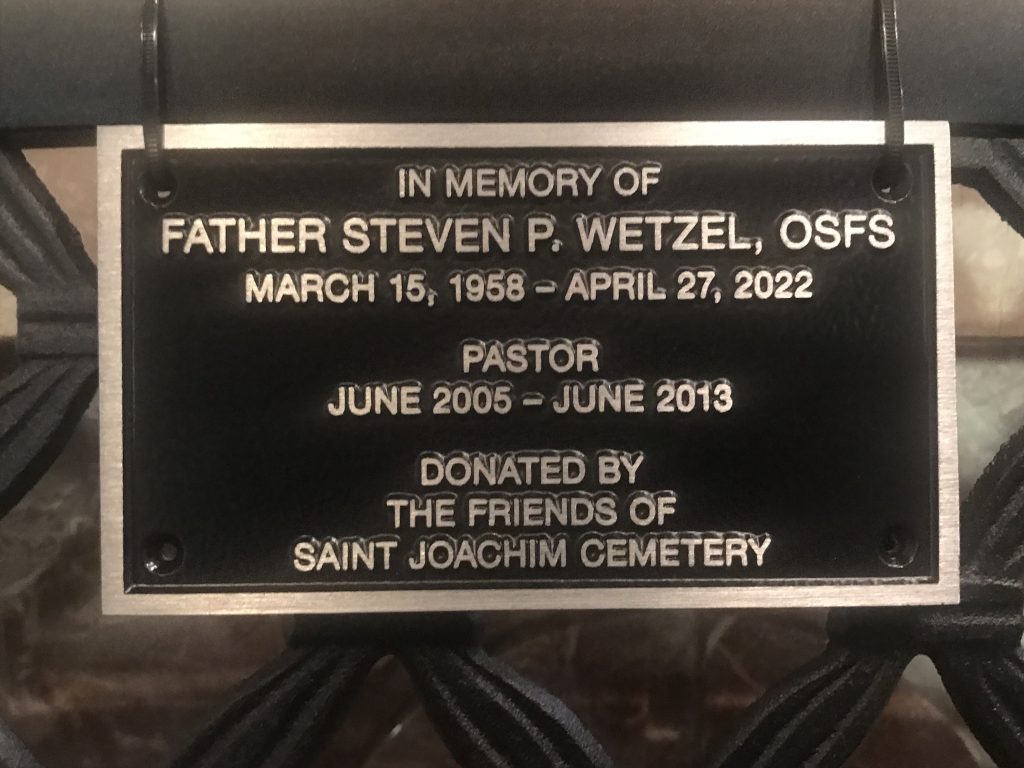 IN MEMORY OF
FATHER STEVEN P. WETZEL, OSFS
MARCH 15, 1958 – APRIL 27, 2022
PASTOR
JUNE 2005 – JUNE 2013
DONATED BY
THE FRIENDS OF
SAINT JOACHIM CEMETERY